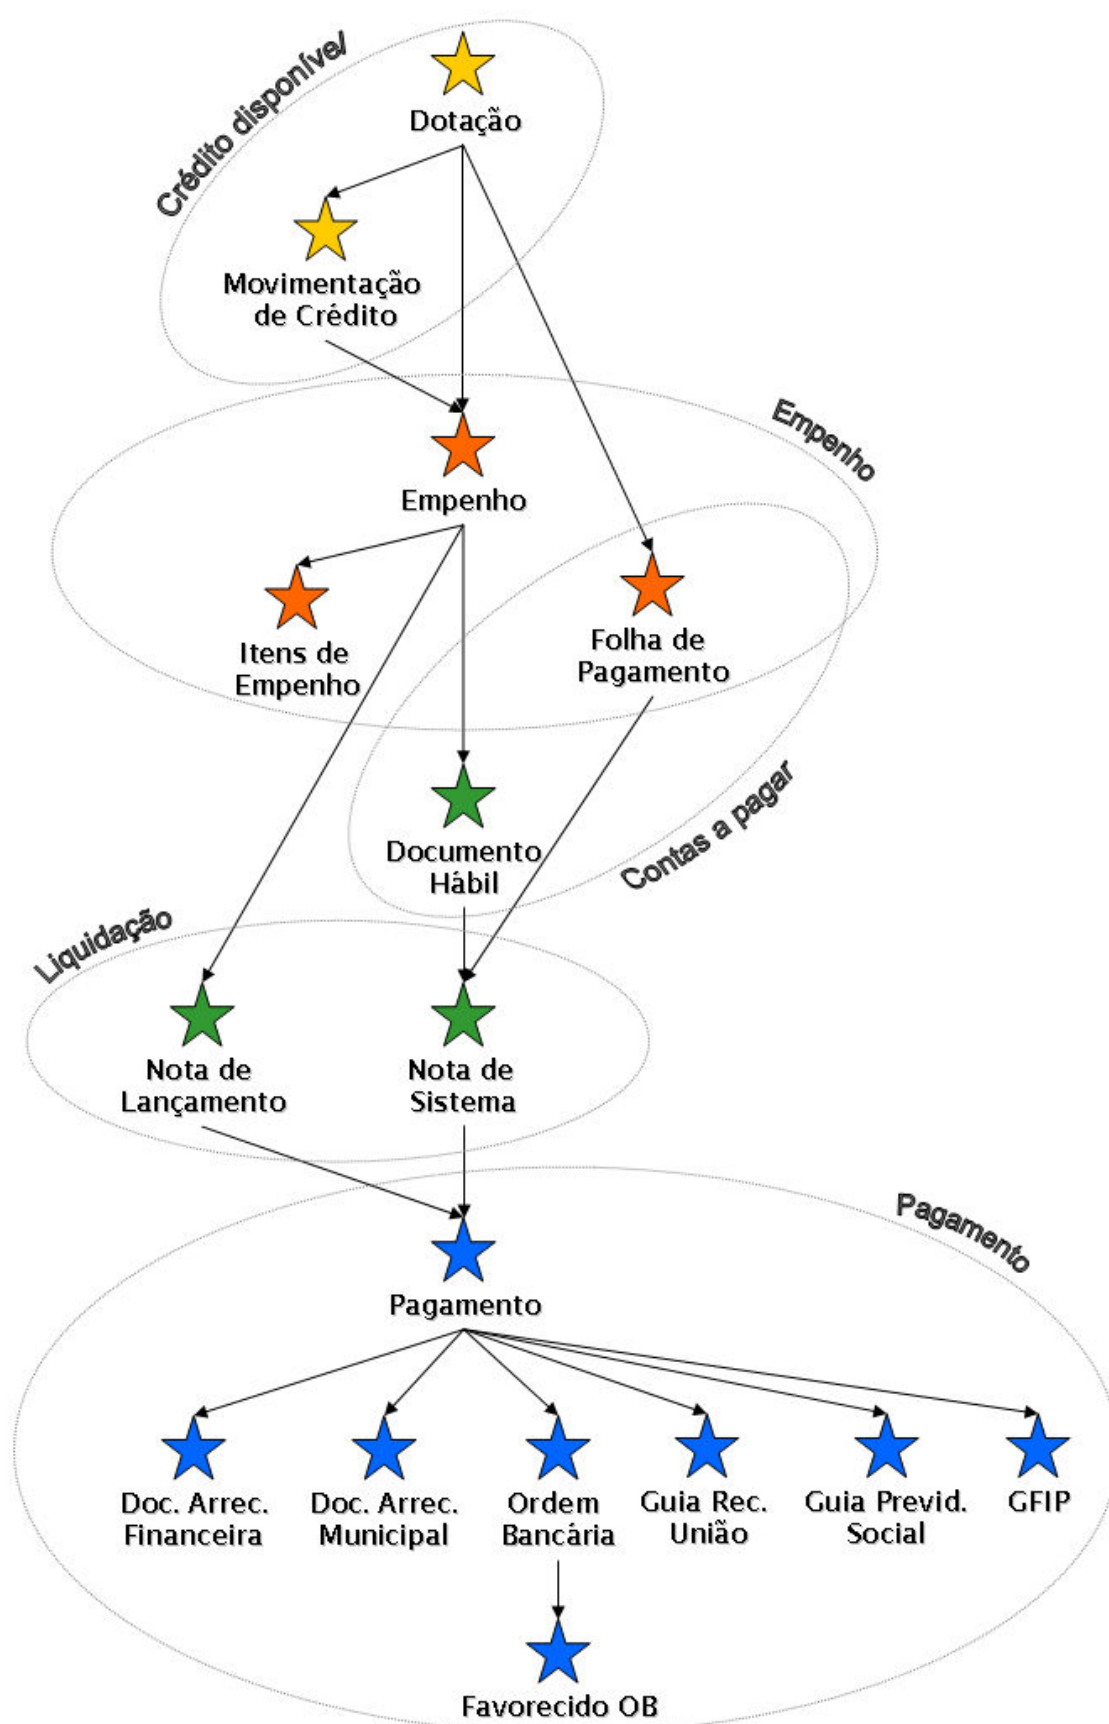 Crédito disponível
Dotação
Movimentação
de Crédito
Empenho
Empenho
Itens de
Empenho
Folha de
Pagamento
Documento
Hábil
Contas a pagar
Liquidação
Nota de
Lançamento
Nota de
Sistema
Pagamento
Pagamento
Doc. Arrec.
Financeira
Doc. Arrec.
Municipal
Ordem
Bancária
Guia Rec.
União
Guia Previd.
Social
GFIP
Favorecido OB